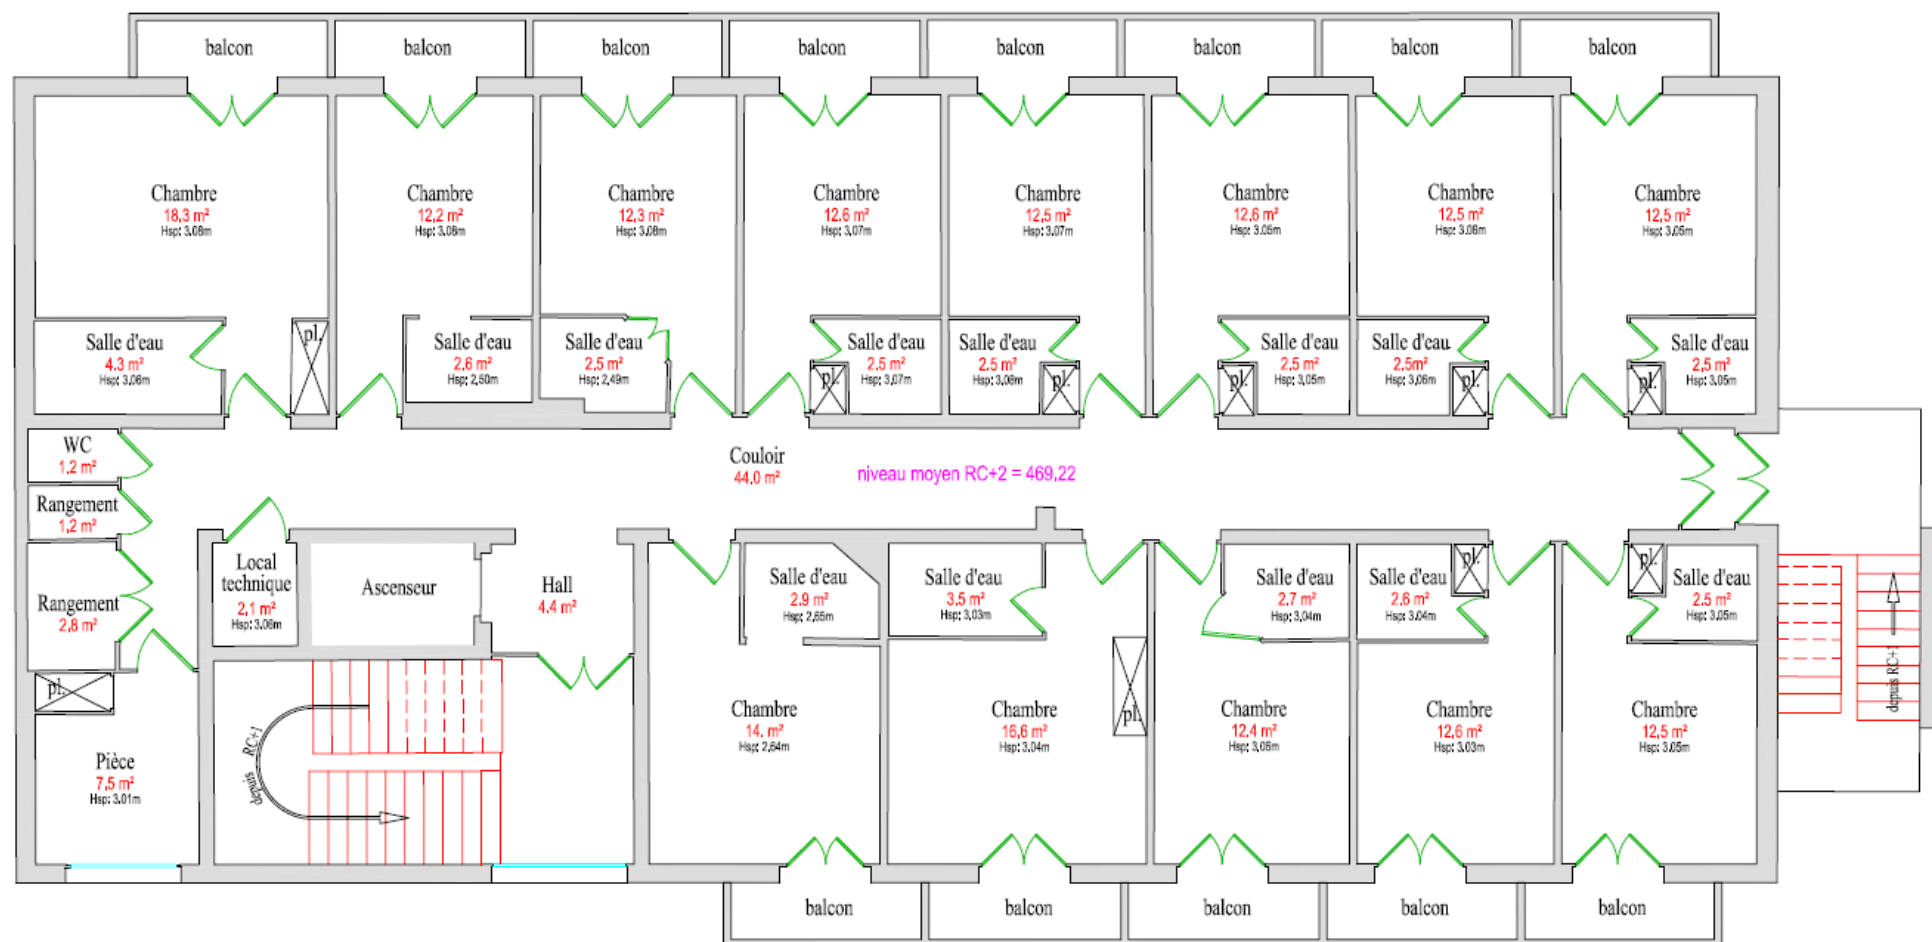 balcon
balcon
balcon
balcon
balcon
balcon
balcon
balcon
Chambre
18,3 m²
Hsp: 3.08m
Chambre
12,2 m²
Hsp: 3.08m
Chambre
12,3 m²
Hsp: 3.08m
Chambre
12.6 m²
Hsp: 3.07m
Chambre
12,5 m²
Hsp: 3.07m
Chambre
12,6 m²
Hsp: 3.05m
Chambre
12,5 m²
Hsp: 3.06m
Chambre
12,5 m²
Hsp: 3.05m
Salle d'eau
4.3 m²
Hsp: 3,06m
pl.
Salle d'eau
2,6 m²
Hsp: 2,50m
Salle d'eau
2,5 m²
Hsp: 2,49m
Salle d'eau
2,5 m²
Hsp: 3,07m
pl.
Salle d'eau
2,5 m²
Hsp: 3,08m
pl.
Salle d'eau
2,5 m²
Hsp: 3,05m
pl.
Salle d'eau
2,5m²
Hsp: 3,06m
pl.
Salle d'eau
2,5 m²
Hsp: 3.05m
pl.
WC
1,2 m²
Rangement
1,2 m²
Rangement
2,8 m²
Couloir
44.0 m²
niveau moyen RC+2 = 469,22
Local
technique
2,1 m²
Hsp: 3.06m
Ascenseur
Hall
4.4 m²
Salle d'eau
2.9 m²
Hsp: 2,65m
Salle d'eau
3.5 m²
Hsp: 3,03m
Salle d'eau
2.7 m²
Hsp: 3,04m
Salle d'eau
2,6 m²
Hsp: 3.04m
pl.
pl.
Salle d'eau
2.5 m²
Hsp: 3.05m
depuis RC+1
pl.
Pièce
7,5 m²
Hsp: 3.01m
depuis RC+1
Chambre
14. m²
Hsp: 2,64m
Chambre
16,6 m²
Hsp: 3.04m
pl.
Chambre
12.4 m²
Hsp: 3,06m
Chambre
12,6 m²
Hsp: 3.03m
Chambre
12,5 m²
Hsp: 3.05m
balcon
balcon
balcon
balcon
balcon